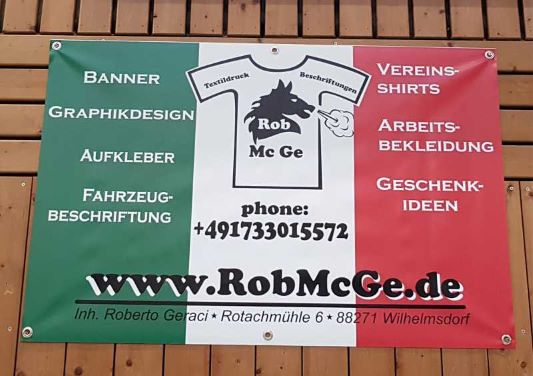 BANNER
GRAPHIKDESIGN
AUFKLEBER
FAHRZEUG-
BESCHRIFTUNG
Textildruck
Beschriftungen
Rob
Mc Ge
phone:
+491733015572
VEREINS-
SHIRTS
ARBEITS-
BEKLEIDUNG
GESCHENK-
IDEEN
www.RobMcGe.de
Inh. Roberto Geraci ★ Rotachmühle 6 ★ 88271 Wilhelmsdorf